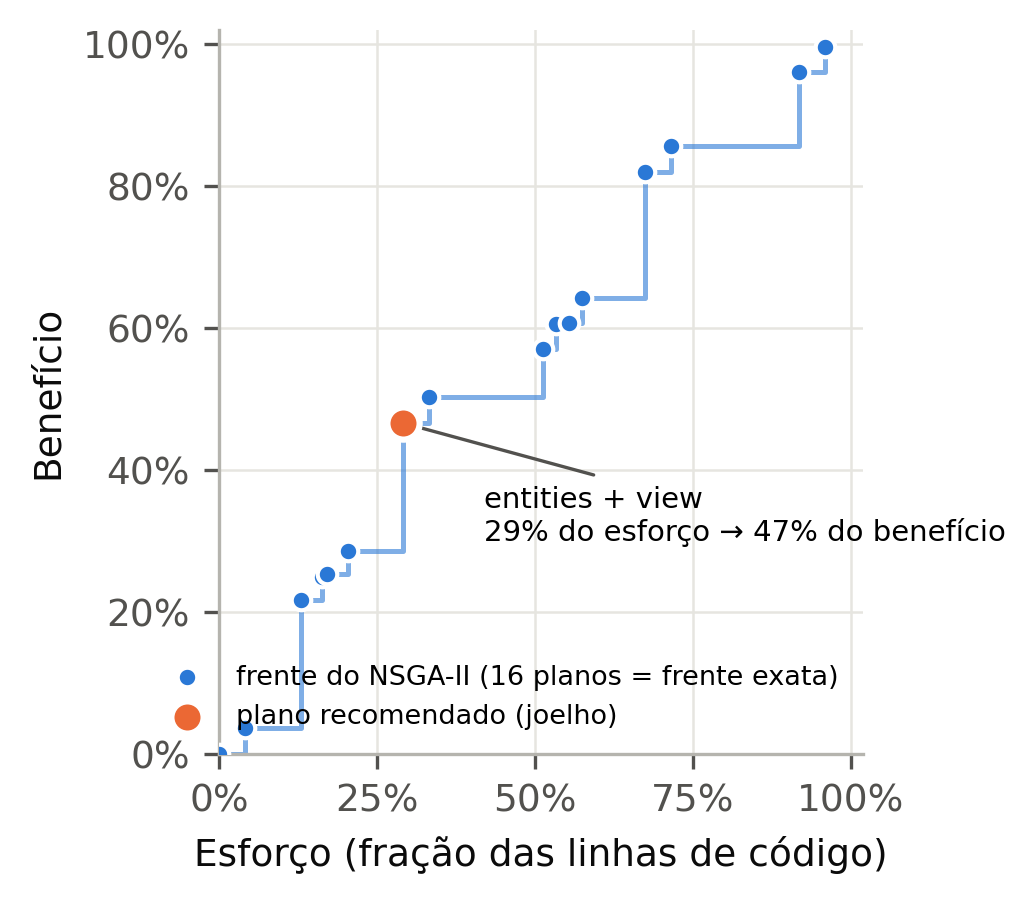 100%
80%
60%
40%
20%
0%
Benefício
entities + view
29% do esforço → 47% do benefício
frente do NSGA-II (16 planos = frente exata)
plano recomendado (joelho)
0%
25%
50%
75%
100%
Esforço (fração das linhas de código)